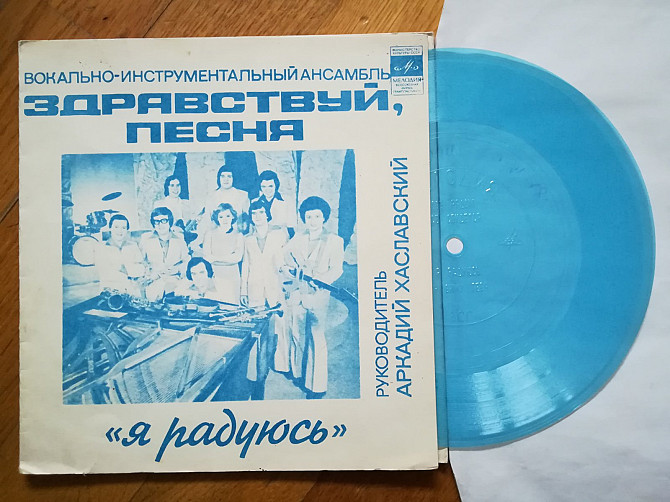 ВОКАЛЬНО-ИНСТРУМЕНТАЛЬНЫЙ АНСАМБЛЬ
ЗДРАВСТВУЙ,
ПЕСНЯ
МЕЛОДИЯ
РУКОВОДИТЕЛЬ
АРКАДИЙ ХАСЛАВСКИЙ
«я радуюсь»